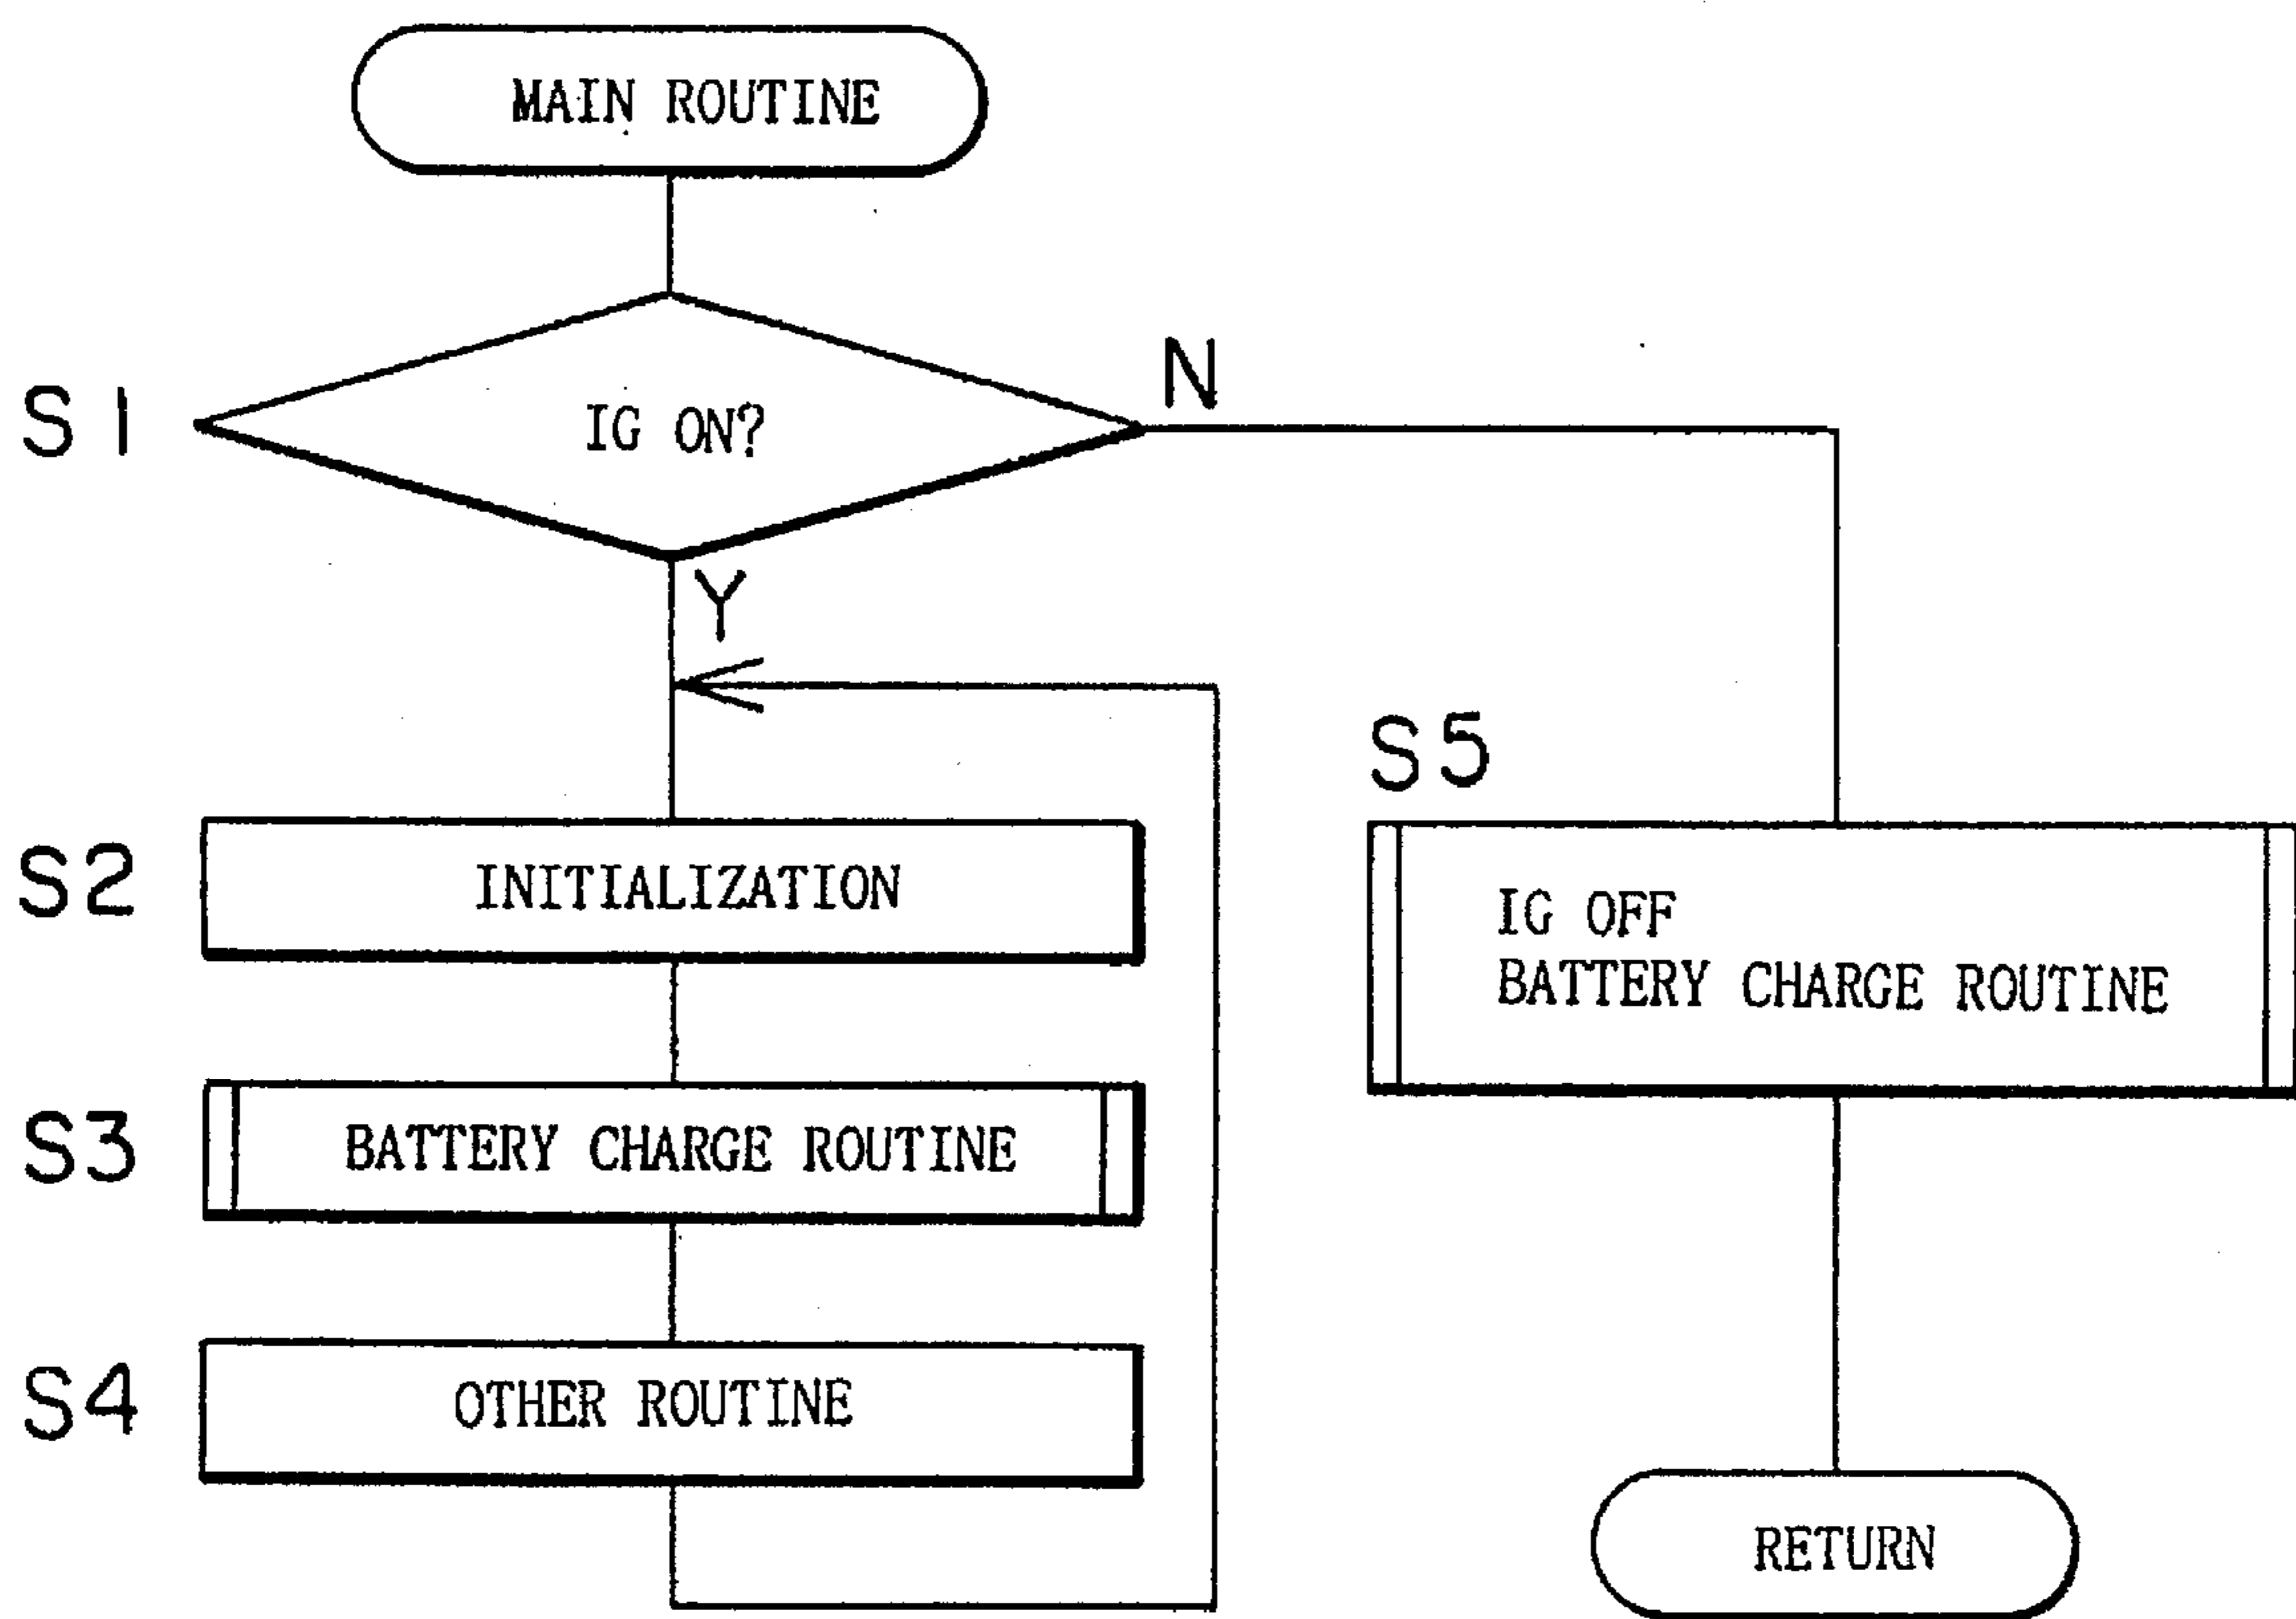 MAIN ROUTINE
S1
IG ON?
N
Y
S2
INITIALIZATION
S3
BATTERY CHARGE ROUTINE
S4
OTHER ROUTINE
S5
IG OFF
BATTERY CHARGE ROUTINE
RETURN